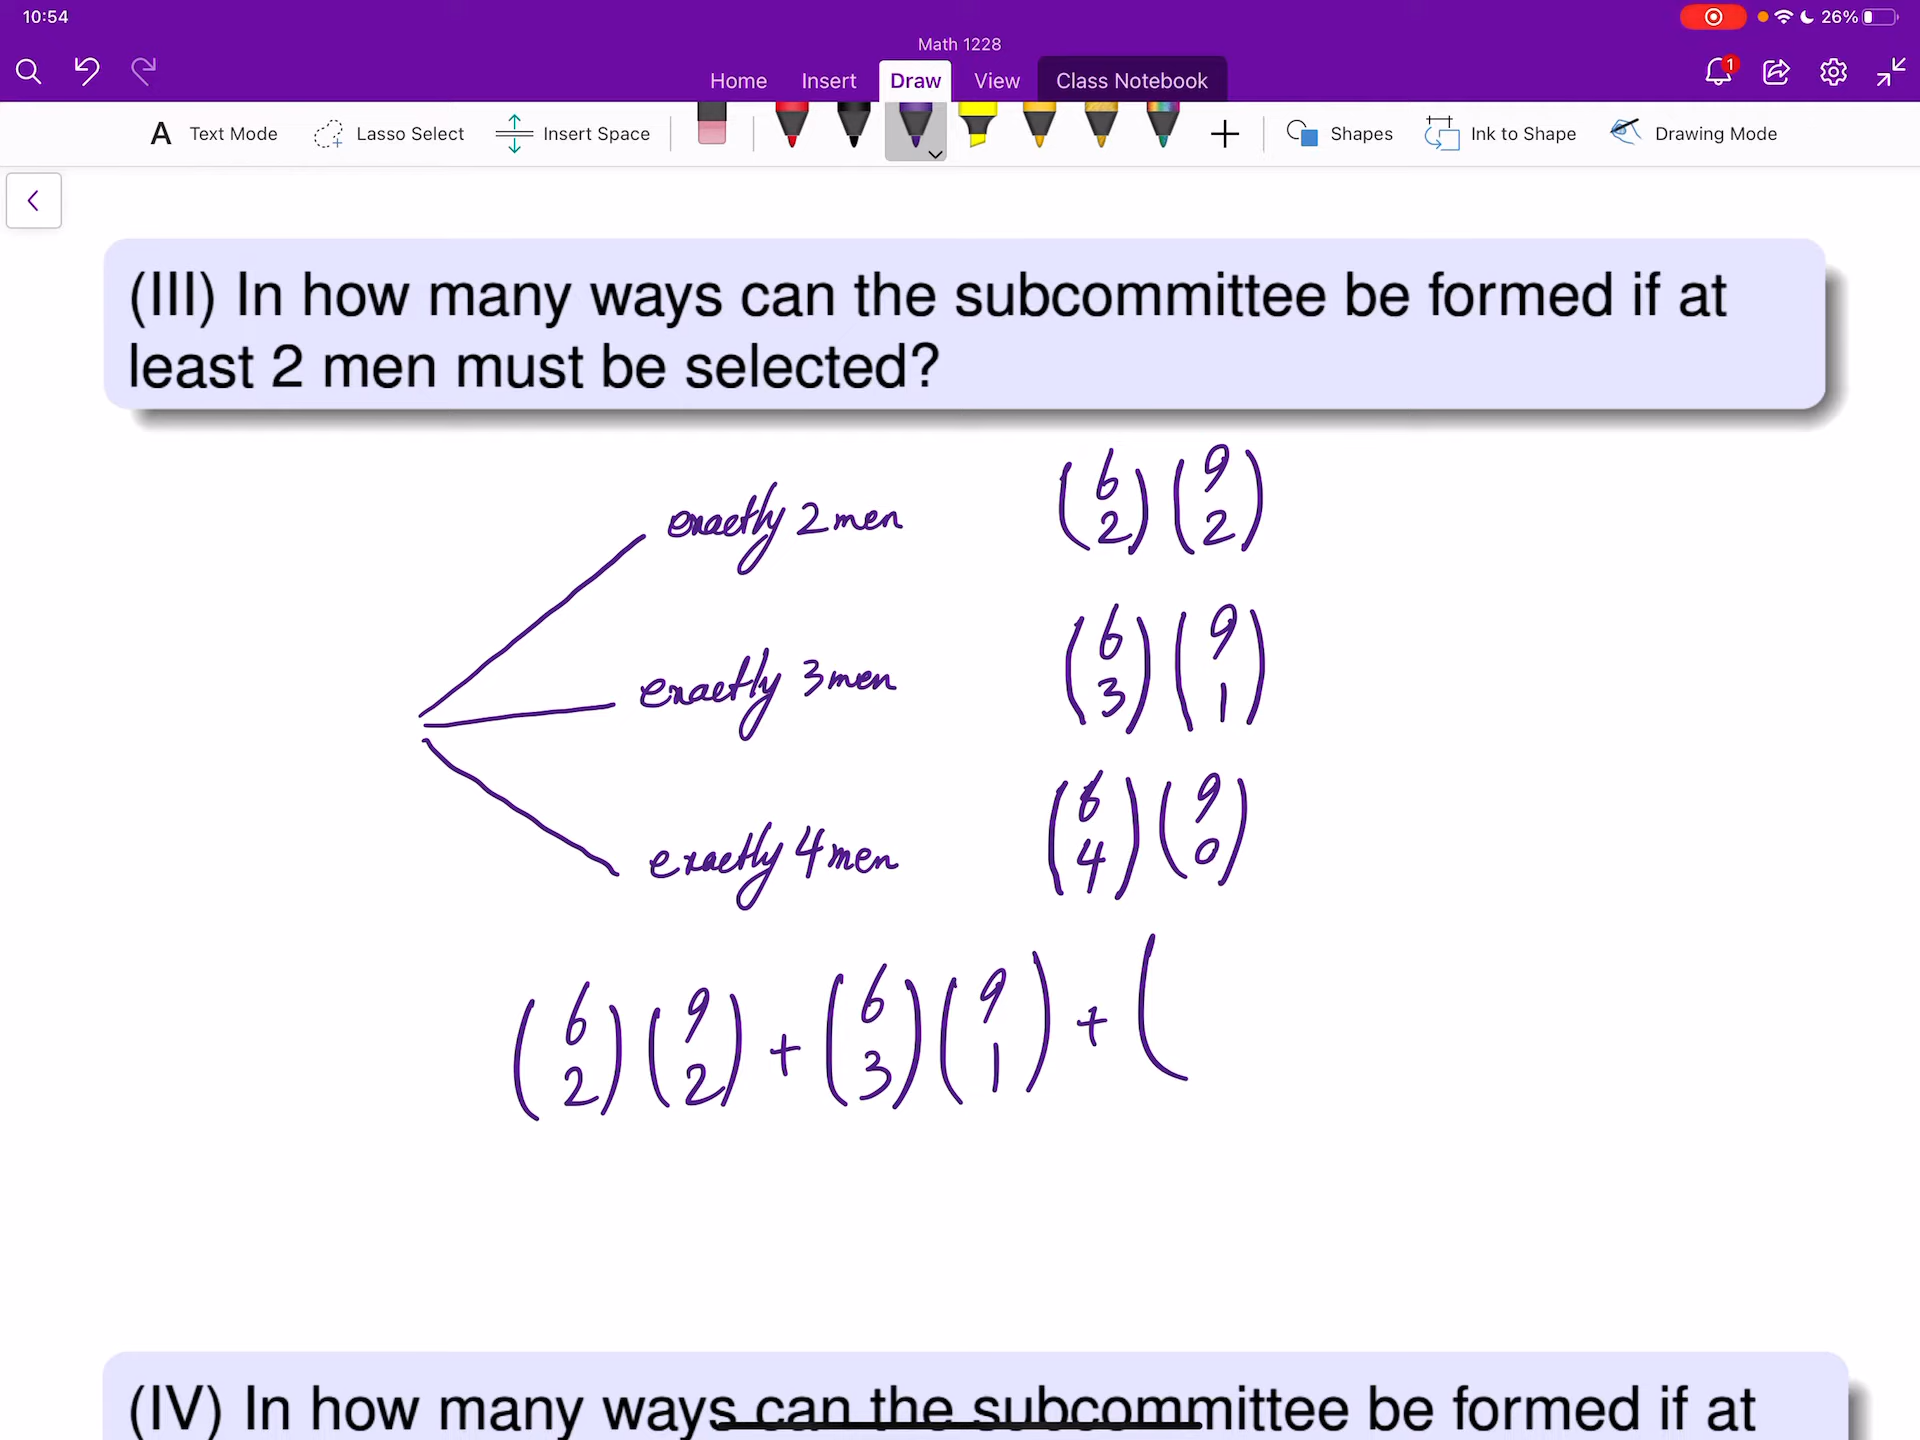 10:54
26%
Math 1228
Home Insert Draw View Class Notebook
1
A Text Mode Lasso Select Insert Space Shapes Ink to Shape Drawing Mode
(III) In how many ways can the subcommittee be formed if at
least 2 men must be selected?
exactly 2 men (6 2)(9 2)
exactly 3 men (6 3)(9 1)
exactly 4 men (6 4)(9 0)
(6 2)(9 2) + (6 3)(9 1) + (
(IV) In how many ways can the subcommittee be formed if at